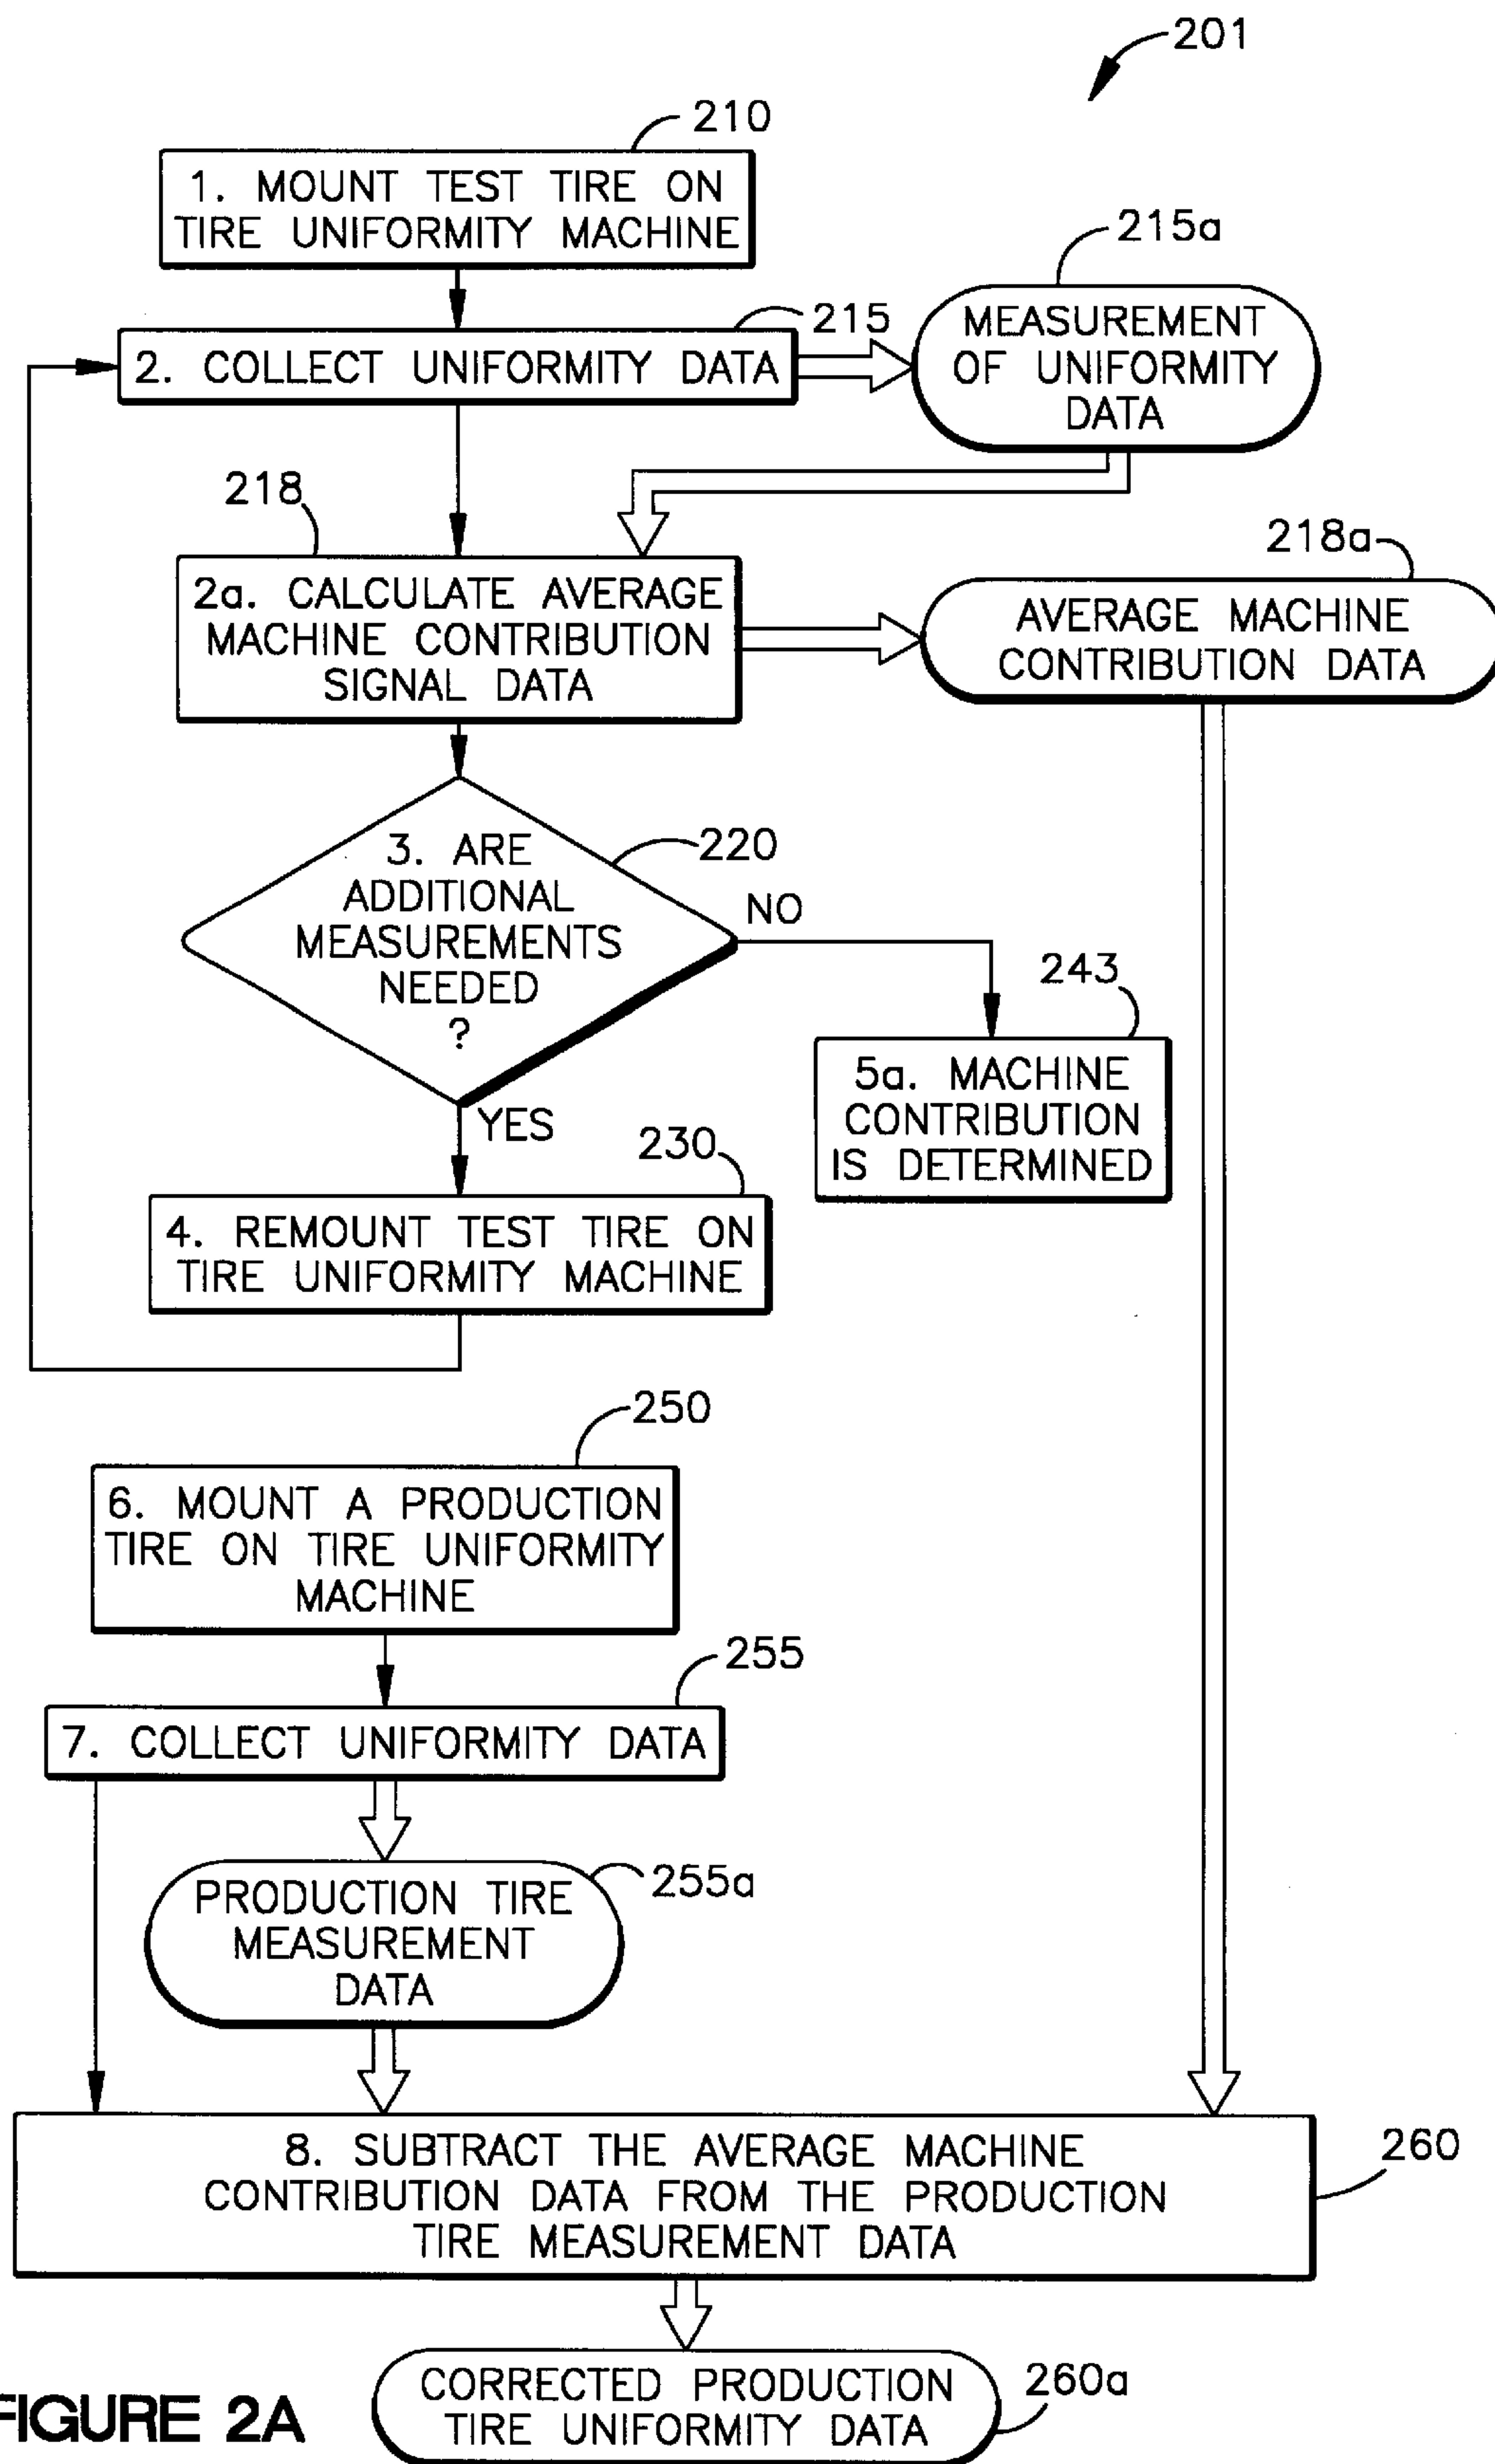 201
210
1. MOUNT TEST TIRE ON
TIRE UNIFORMITY MACHINE
215a
215
MEASUREMENT
OF UNIFORMITY
DATA
2. COLLECT UNIFORMITY DATA
218
218a
2a. CALCULATE AVERAGE
MACHINE CONTRIBUTION
SIGNAL DATA
AVERAGE MACHINE
CONTRIBUTION DATA
220
3. ARE
ADDITIONAL
MEASUREMENTS
NEEDED
?
NO
243
5a. MACHINE
CONTRIBUTION
IS DETERMINED
YES
230
4. REMOUNT TEST TIRE ON
TIRE UNIFORMITY MACHINE
250
6. MOUNT A PRODUCTION
TIRE ON TIRE UNIFORMITY
MACHINE
255
7. COLLECT UNIFORMITY DATA
255a
PRODUCTION TIRE
MEASUREMENT
DATA
260
8. SUBTRACT THE AVERAGE MACHINE
CONTRIBUTION DATA FROM THE PRODUCTION
TIRE MEASUREMENT DATA
260a
CORRECTED PRODUCTION
TIRE UNIFORMITY DATA
FIGURE 2A